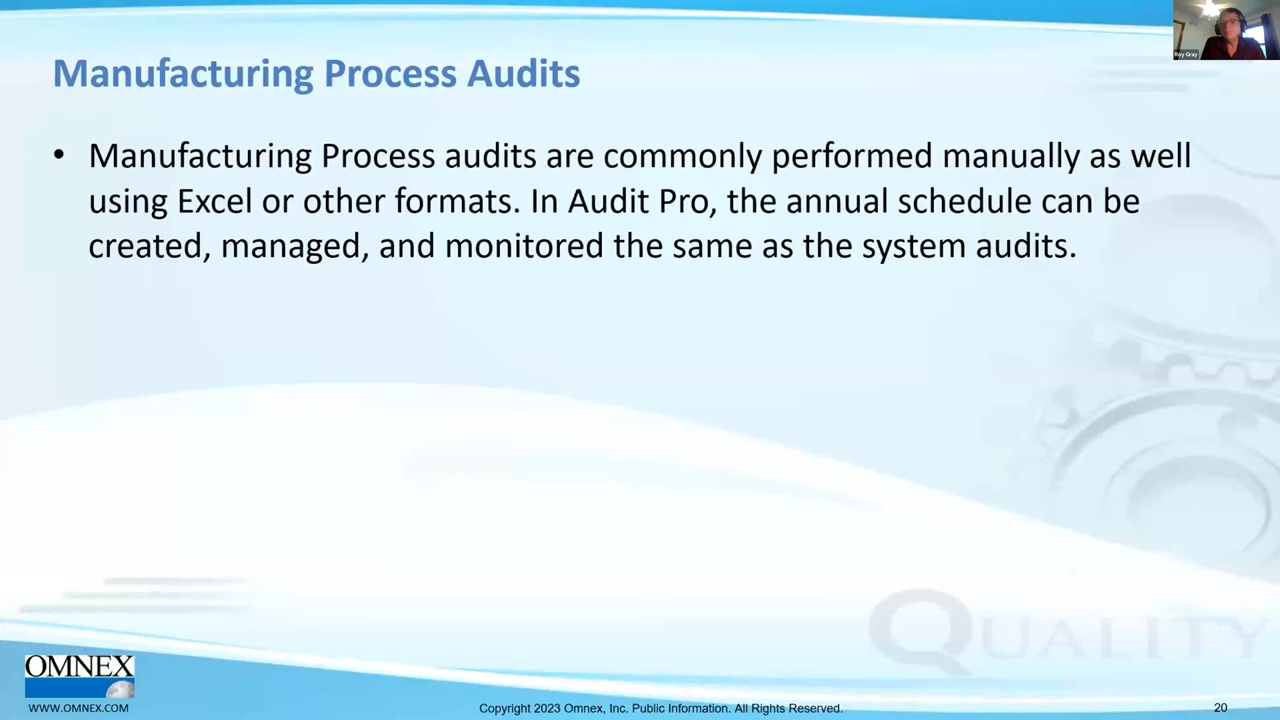 Roy Gray
Manufacturing Process Audits
• Manufacturing Process audits are commonly performed manually as well
using Excel or other formats. In Audit Pro, the annual schedule can be
created, managed, and monitored the same as the system audits.
QUALITY
OMNEX
WWW.OMNEX.COM
Copyright 2023 Omnex, Inc. Public Information. All Rights Reserved.
20